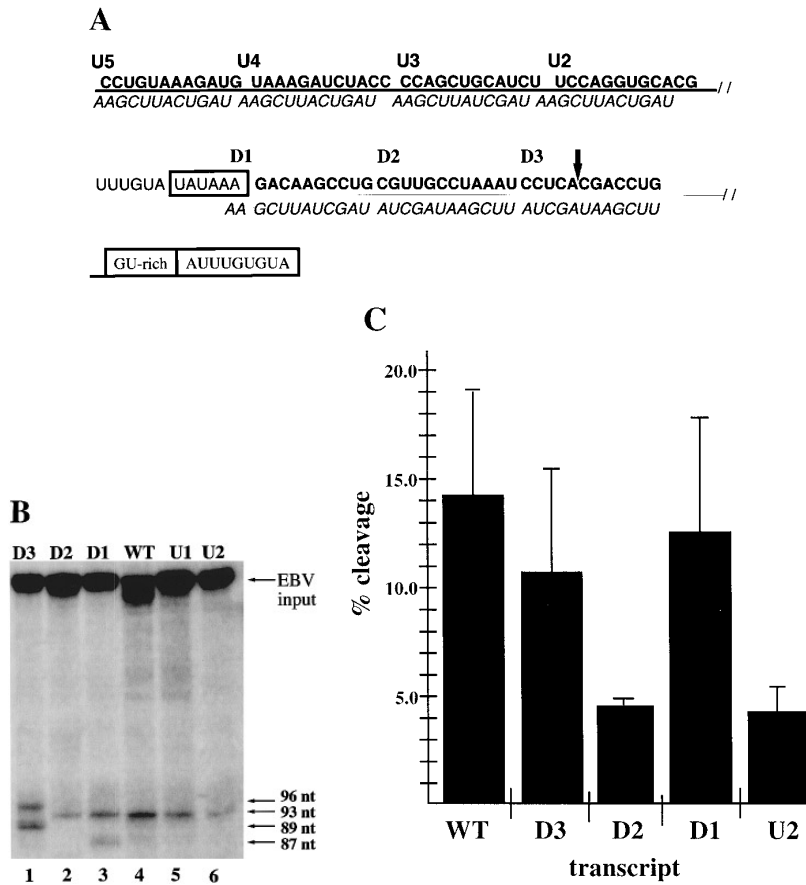 A
U5 U4 U3 U2
CCUGUAAAGAUG UAAAGAUCUACC CCAGCUGCAUCU UCCAGGUGCACG //
AAGCUUACUGAU AAGCUUACUGAU AAGCUUAUCGAU AAGCUUACUGAU
D1 D2 D3
UUUGUA UAUAAA GACAAGCCUGCGUUGCCUAAAUCCUCACGACCUG //
AA GCUUAUCGAU AUCGAUAAGCUU AUCGAUAAGCUU
GU-rich AUUUGUGUA
B
D3 D2 D1 WT U1 U2
EBV
input
96 nt
93 nt
89 nt
87 nt
1 2 3 4 5 6
C
20.0
15.0
10.0
5.0
% cleavage
WT D3 D2 D1 U2
transcript